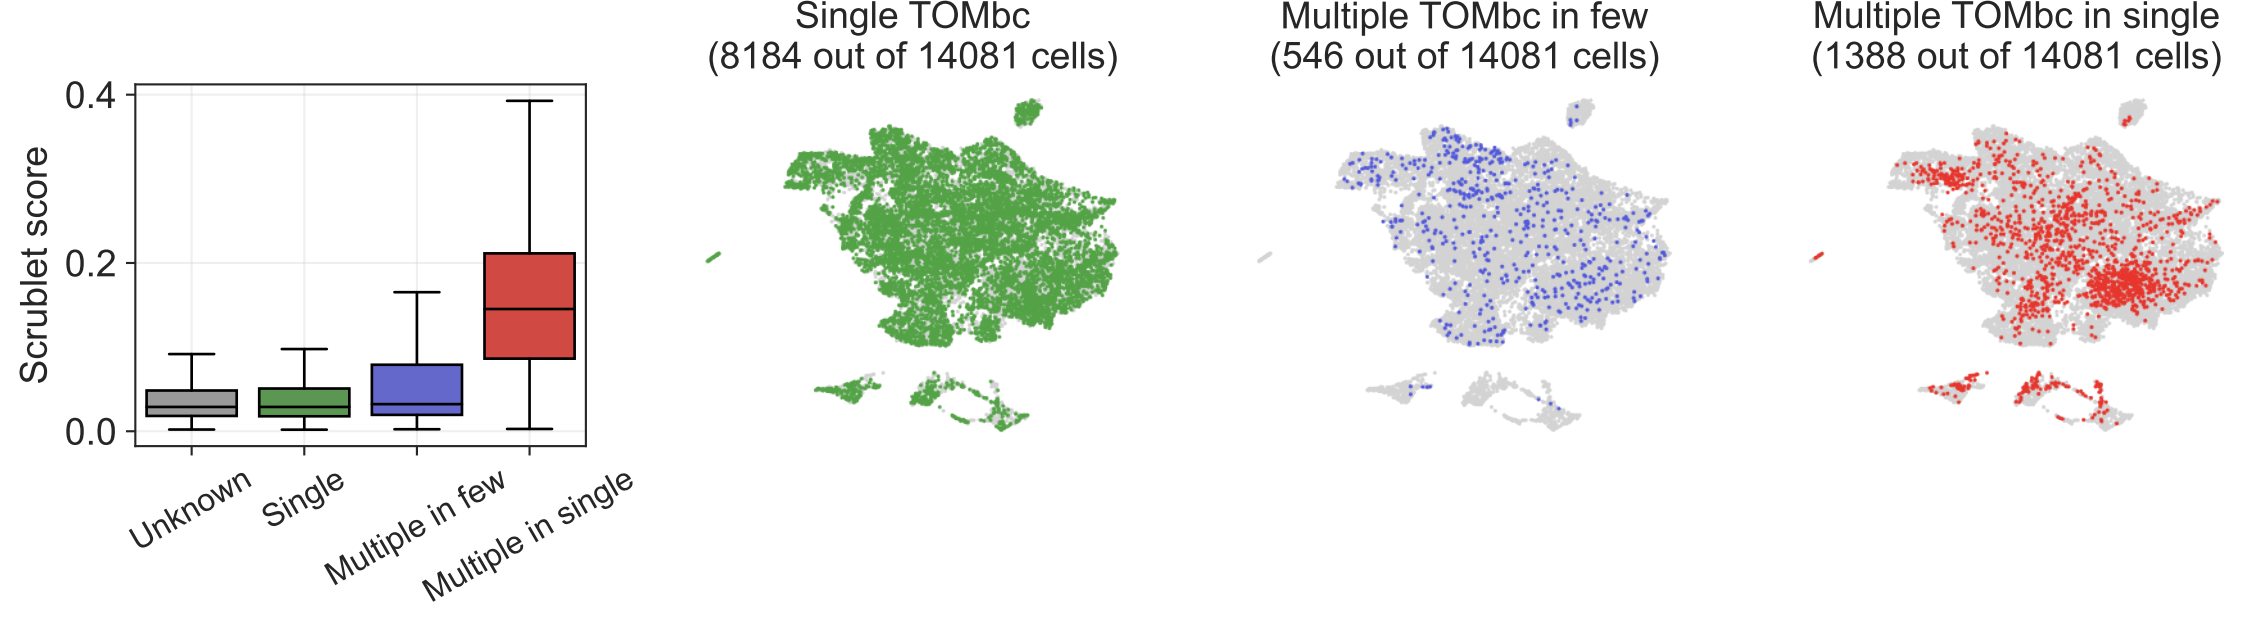 Single TOMbc
(8184 out of 14081 cells)
Multiple TOMbc in few
(546 out of 14081 cells)
Multiple TOMbc in single
(1388 out of 14081 cells)
Scrublet score
0.4
0.2
0.0
Unknown
Single
Multiple in few
Multiple in single